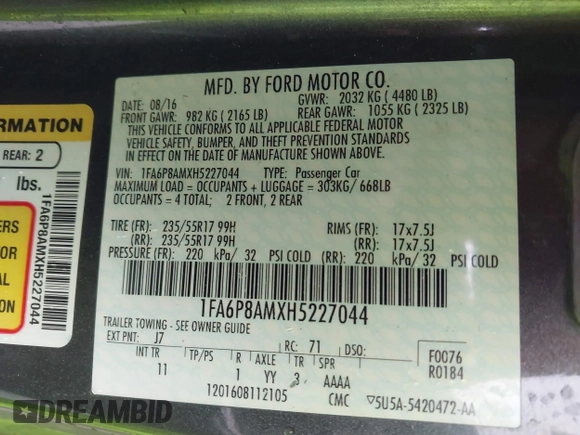 MFD. BY FORD MOTOR CO.
DATE: 08/16 GVWR: 2032 KG ( 4480 LB)
FRONT GAWR: 982 KG ( 2165 LB) REAR GAWR: 1055 KG ( 2325 LB)
THIS VEHICLE CONFORMS TO ALL APPLICABLE FEDERAL MOTOR
VEHICLE SAFETY, BUMPER, AND THEFT PREVENTION STANDARDS
IN EFFECT ON THE DATE OF MANUFACTURE SHOWN ABOVE.
VIN: 1FA6P8AMXH5227044 TYPE: Passenger Car
MAXIMUM LOAD = OCCUPANTS + LUGGAGE = 303KG/ 668LB
OCCUPANTS = 4 TOTAL; 2 FRONT, 2 REAR
TIRE (FR): 235/55R17 99H RIMS (FR): 17x7.5J
(RR): 235/55R17 99H (RR): 17x7.5J
PRESSURE (FR): 220 kPa/ 32 PSI COLD (RR): 220 kPa/ 32 PSI COLD
1FA6P8AMXH5227044
TRAILER TOWING - SEE OWNER GUIDE
EXT PNT: J7 RC: 71 DSO:
F0076
R0184
INT TR TP/PS R AXLE TR SPR
11 1 YY 3 AAAA
1201608112105 CMC 5U5A-5420472-AA
ORMATION
REAR: 2
lbs.
1FA6P8AMXH5227044
ERS
OR
AL
ION
DREAMBID